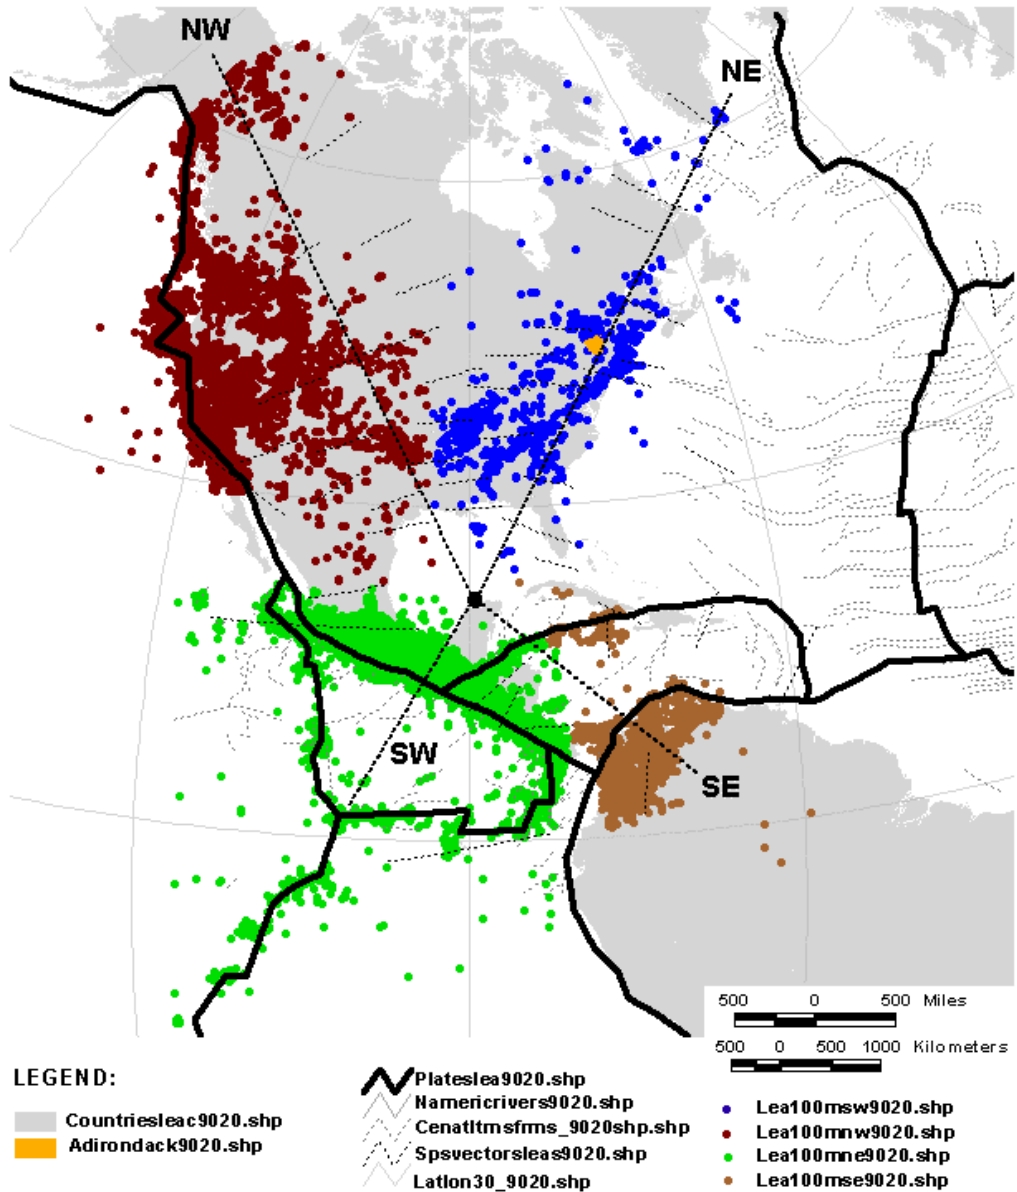 NW
NE
SW
SE
500 0 500 Miles
500 0 500 1000 Kilometers
LEGEND:
Countriesleac9020.shp
Adirondack9020.shp
Plateslea9020.shp
Namericrivers9020.shp
Cenatltrnsfrms_9020shp.shp
Spsvectorsleas9020.shp
Latlon30_9020.shp
Lea100msw9020.shp
Lea100mnw9020.shp
Lea100mne9020.shp
Lea100mse9020.shp